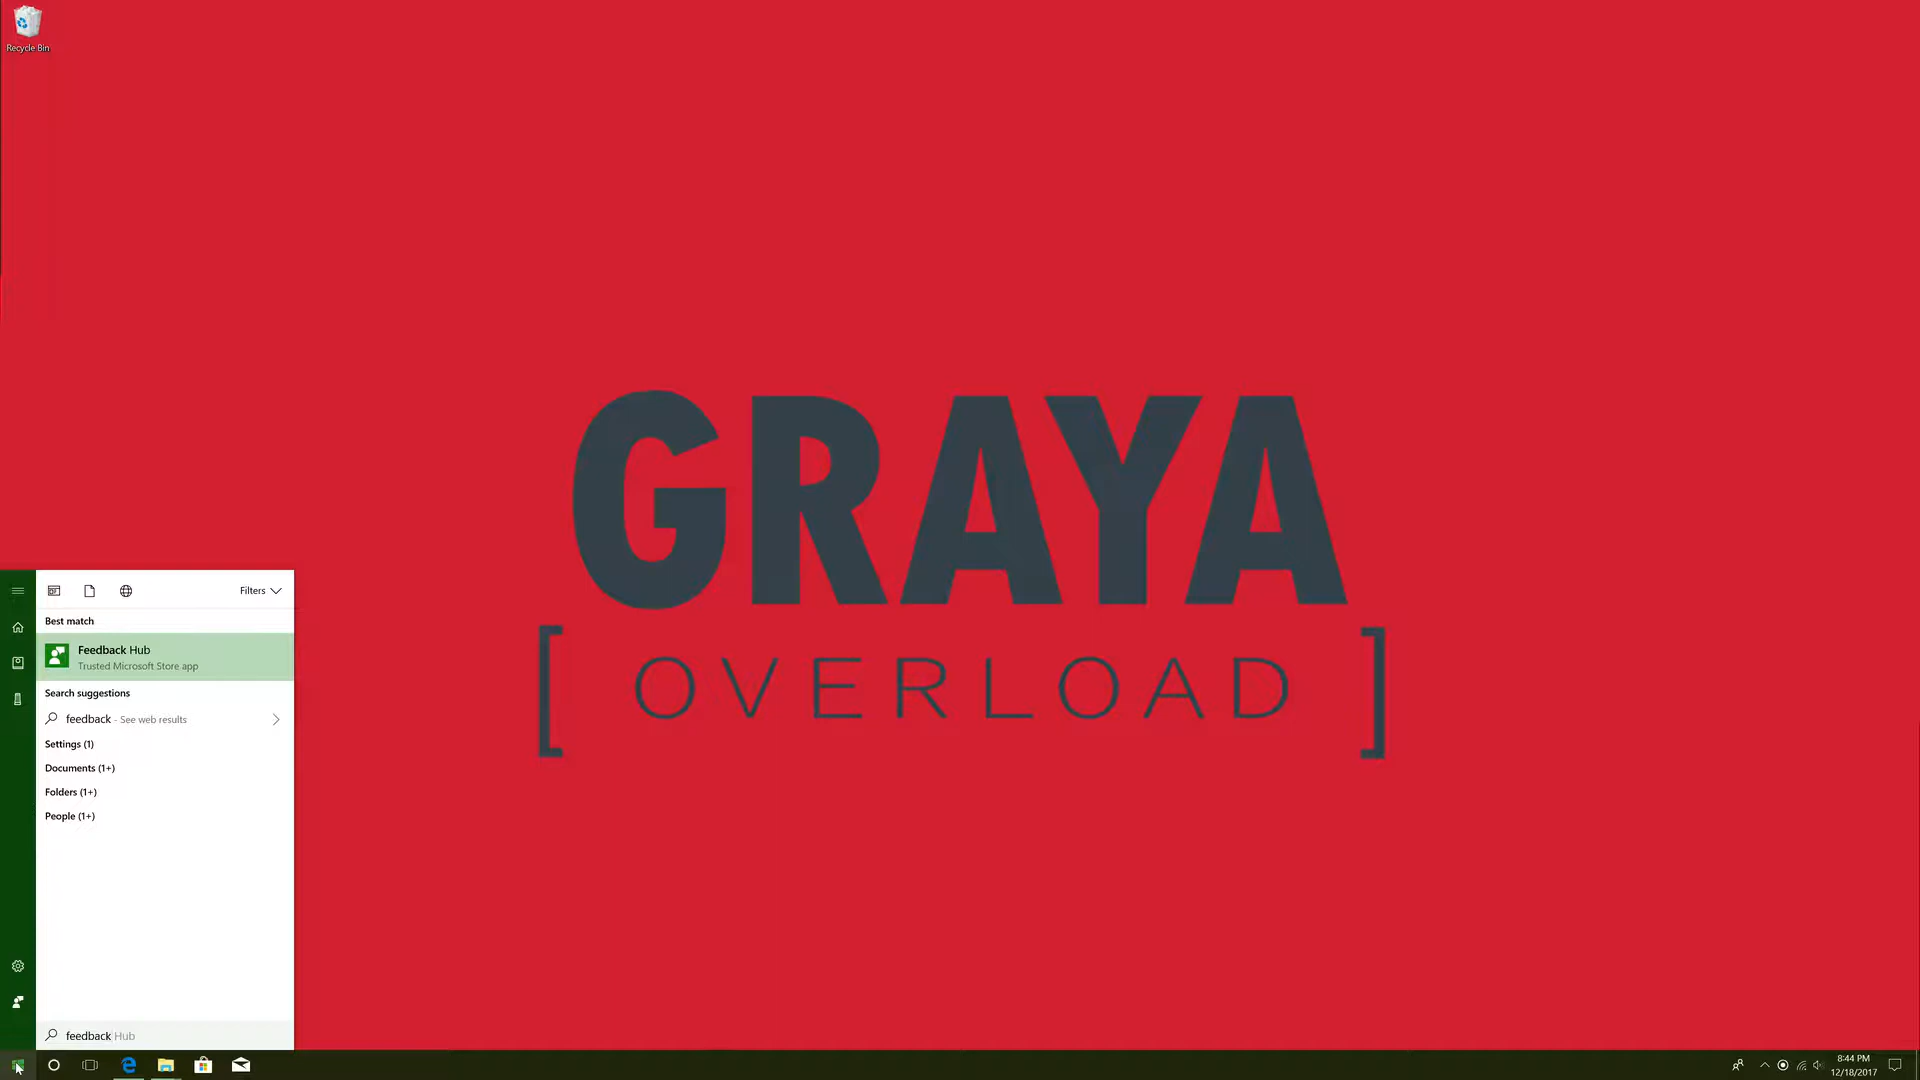 Recycle Bin
GRAYA
[ OVERLOAD ]
Filters
Best match
Feedback Hub
Trusted Microsoft Store app
Search suggestions
feedback - See web results
Settings (1)
Documents (1+)
Folders (1+)
People (1+)
feedback Hub
8:44 PM
12/18/2017